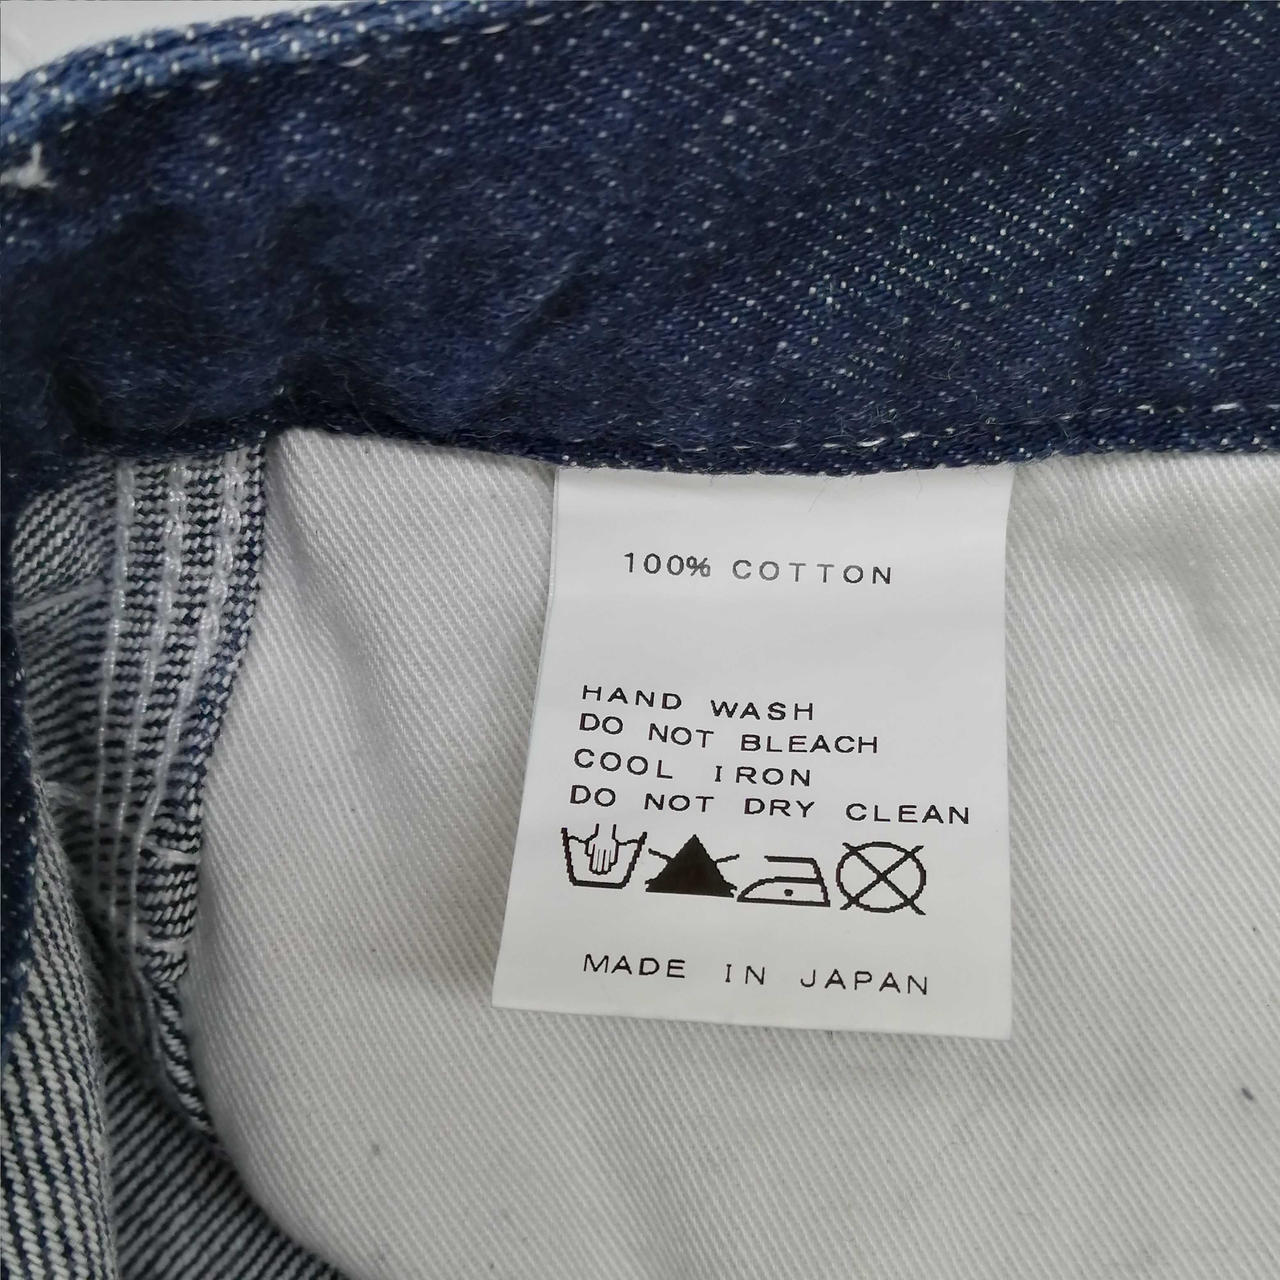 100% COTTON
HAND WASH
DO NOT BLEACH
COOL IRON
DO NOT DRY CLEAN
MADE IN JAPAN